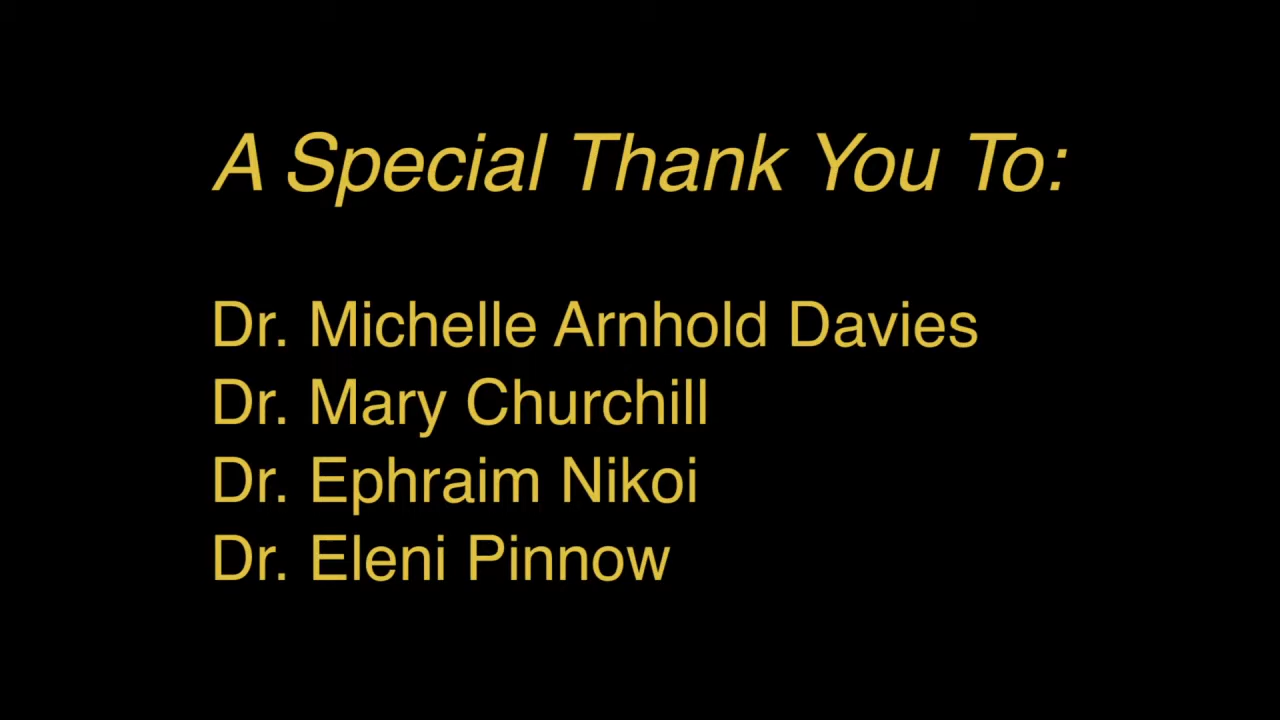 A Special Thank You To:
Dr. Michelle Arnhold Davies
Dr. Mary Churchill
Dr. Ephraim Nikoi
Dr. Eleni Pinnow